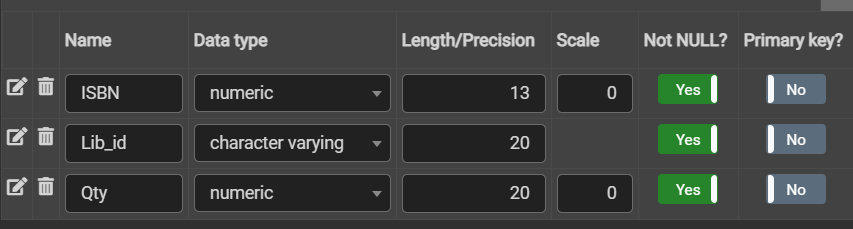 Name Data type Length/Precision Scale Not NULL? Primary key?
ISBN numeric 13 0 Yes No
Lib_id character varying 20 Yes No
Qty numeric 20 0 Yes No